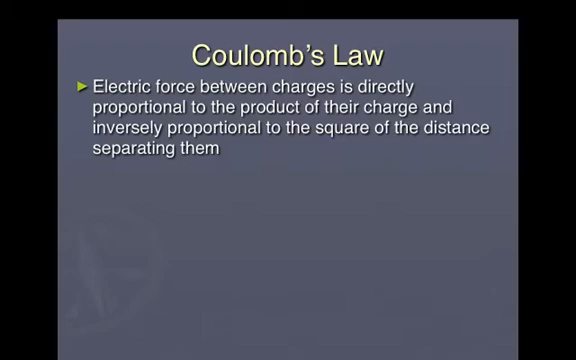 Coulomb's Law
Electric force between charges is directly
proportional to the product of their charge and
inversely proportional to the square of the distance
separating them